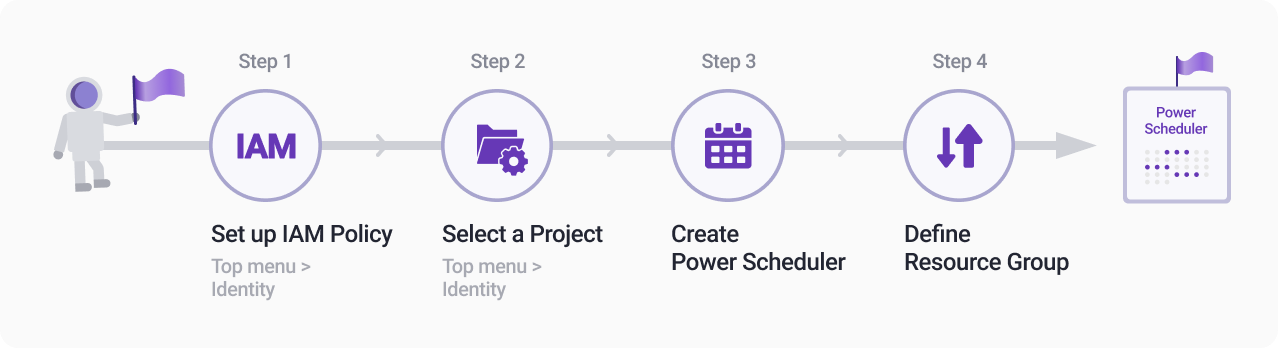 Step 1
Step 2
Step 3
Step 4
IAM
Power
Scheduler
Set up IAM Policy
Top menu >
Identity
Select a Project
Top menu >
Identity
Create
Power Scheduler
Define
Resource Group